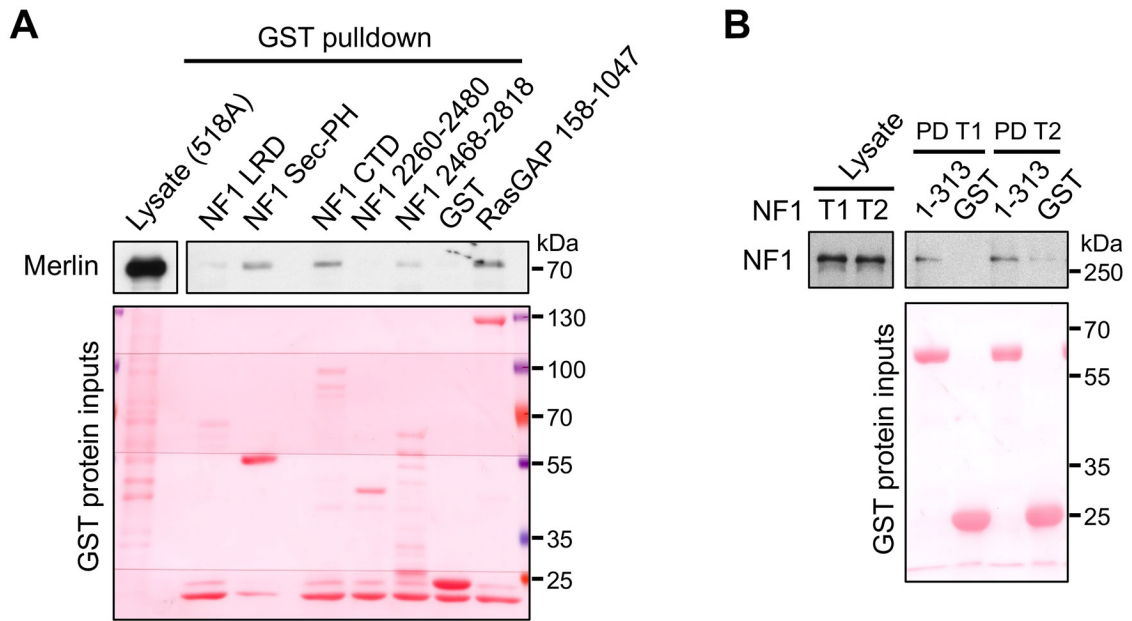 A
GST pulldown
Lysate (518A)
NF1 LRD
NF1 Sec-PH
NF1 CTD
NF1 2260-2480
NF1 2468-2818
GST
RasGAP 158-1047
kDa
Merlin
70
GST protein inputs
130
100
70
55
35
25
B
Lysate
PD T1 PD T2
NF1 T1 T2
1-313
GST
1-313
GST
kDa
NF1
250
GST protein inputs
70
55
35
25